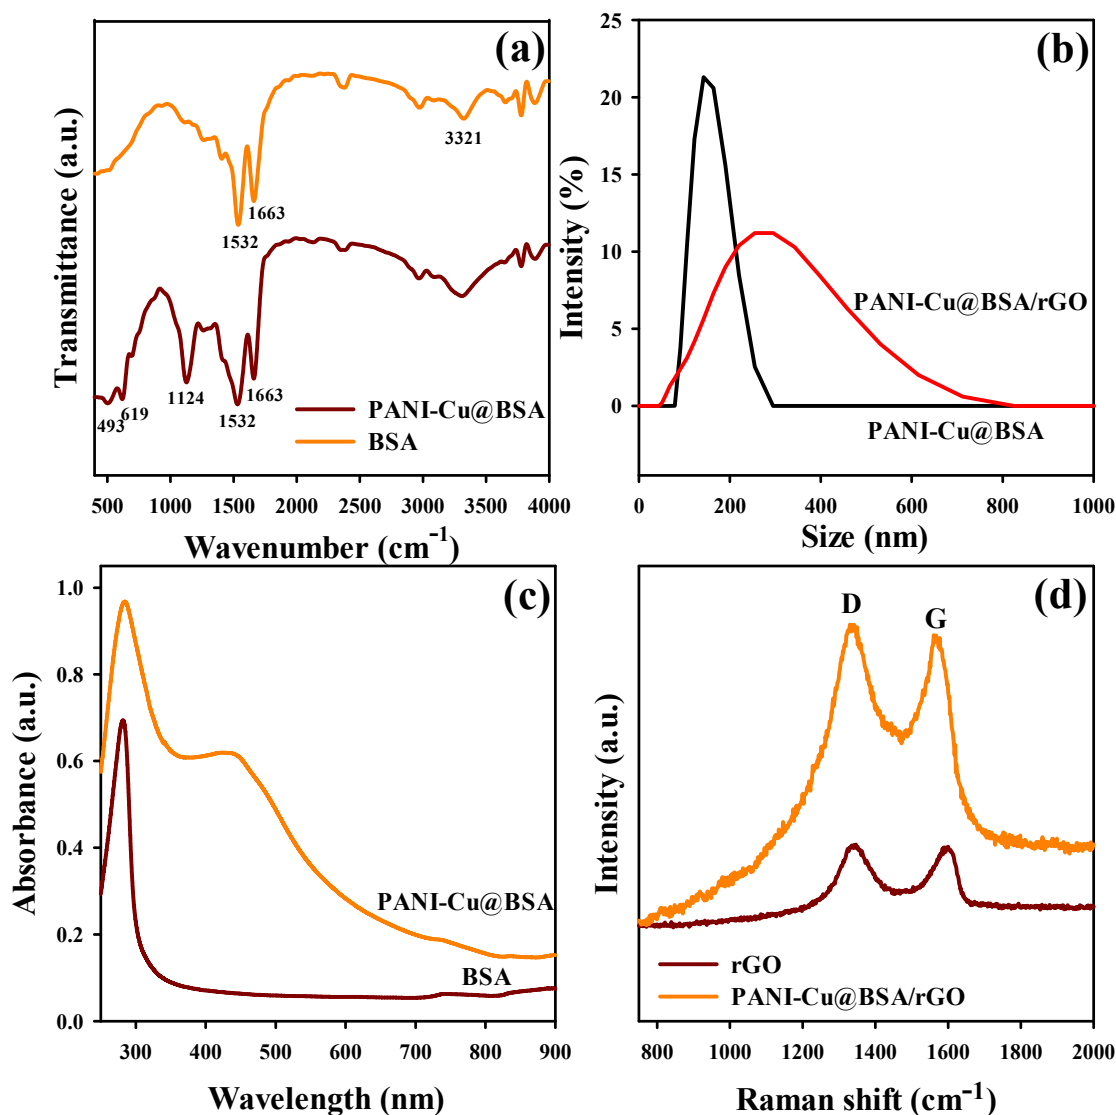 (a)
Transmittance (a.u.)
3321
1663
1532
493
619
1124
1532
1663
PANI-Cu@BSA
BSA
500 1000 1500 2000 2500 3000 3500 4000
Wavenumber (cm⁻¹)
(b)
Intensity (%)
25
20
15
10
5
0
PANI-Cu@BSA/rGO
PANI-Cu@BSA
0 200 400 600 800 1000
Size (nm)
(c)
Absorbance (a.u.)
1.0
0.8
0.6
0.4
0.2
0.0
PANI-Cu@BSA
BSA
300 400 500 600 700 800 900
Wavelength (nm)
(d)
D G
Intensity (a.u.)
rGO
PANI-Cu@BSA/rGO
800 1000 1200 1400 1600 1800 2000
Raman shift (cm⁻¹)